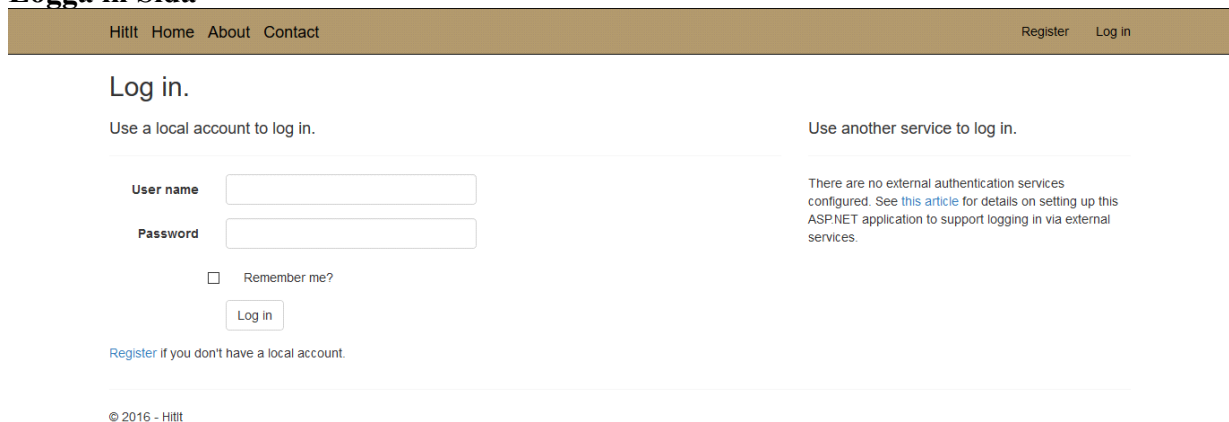 Logga in Sida
HitIt Home About Contact Register Log in
Log in.
Use a local account to log in.
User name
Password
Remember me?
Log in
Register if you don't have a local account.
Use another service to log in.
There are no external authentication services
configured. See this article for details on setting up this
ASP.NET application to support logging in via external
services.
© 2016 - HitIt